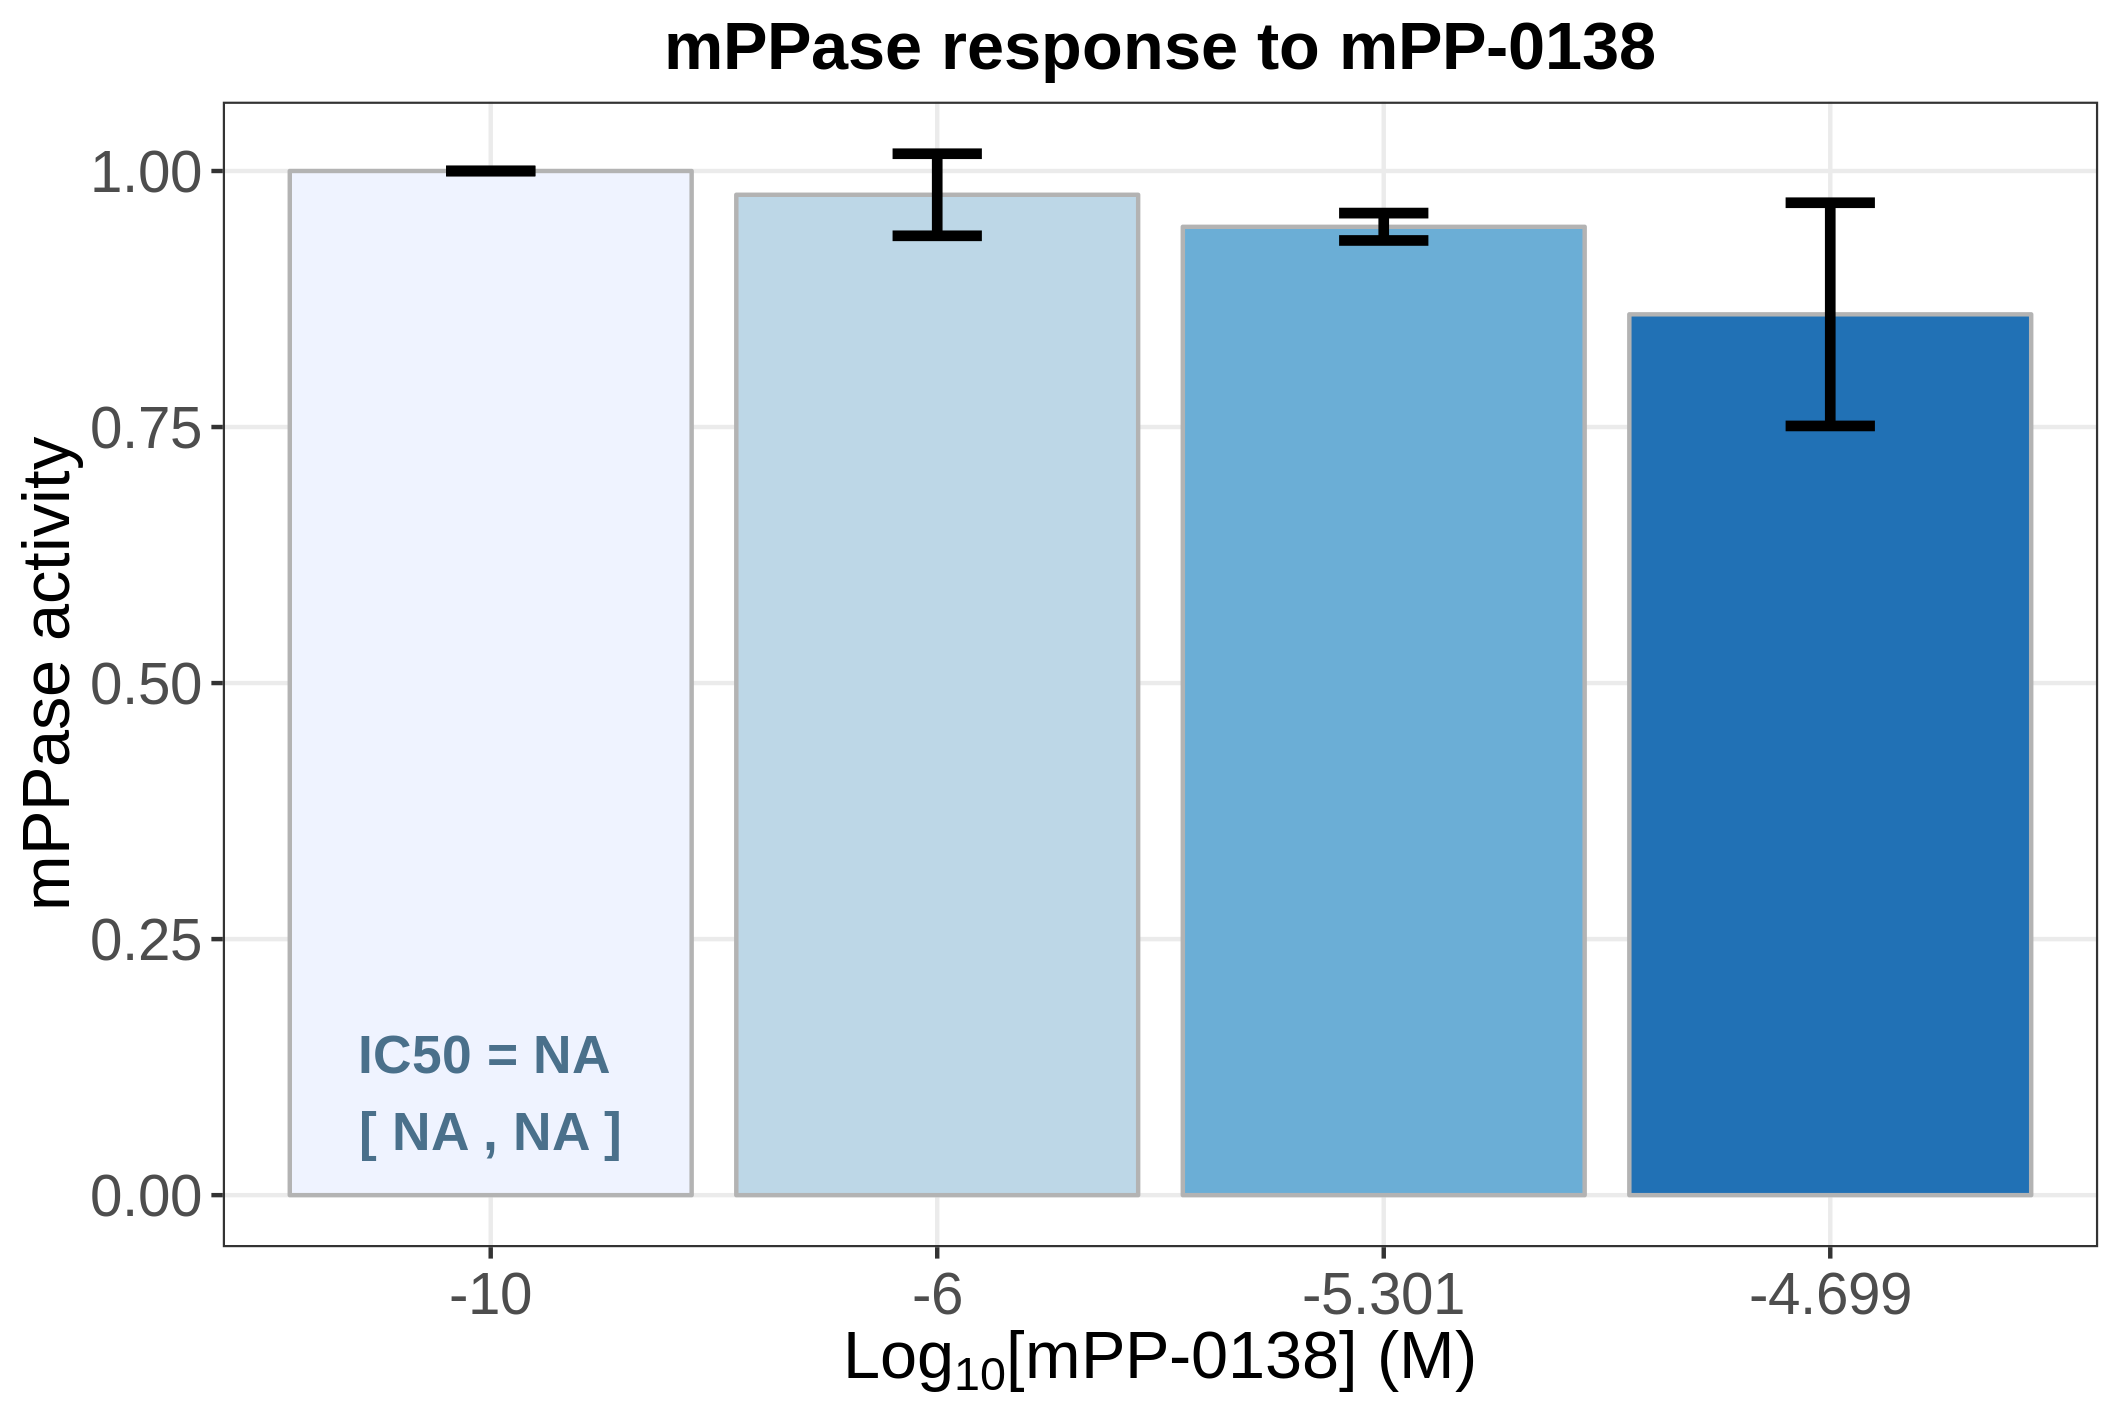 mPPase response to mPP-0138
mPPase activity
1.00
0.75
0.50
0.25
0.00
IC50 = NA
[ NA , NA ]
-10
-6
-5.301
-4.699
Log10[mPP-0138] (M)